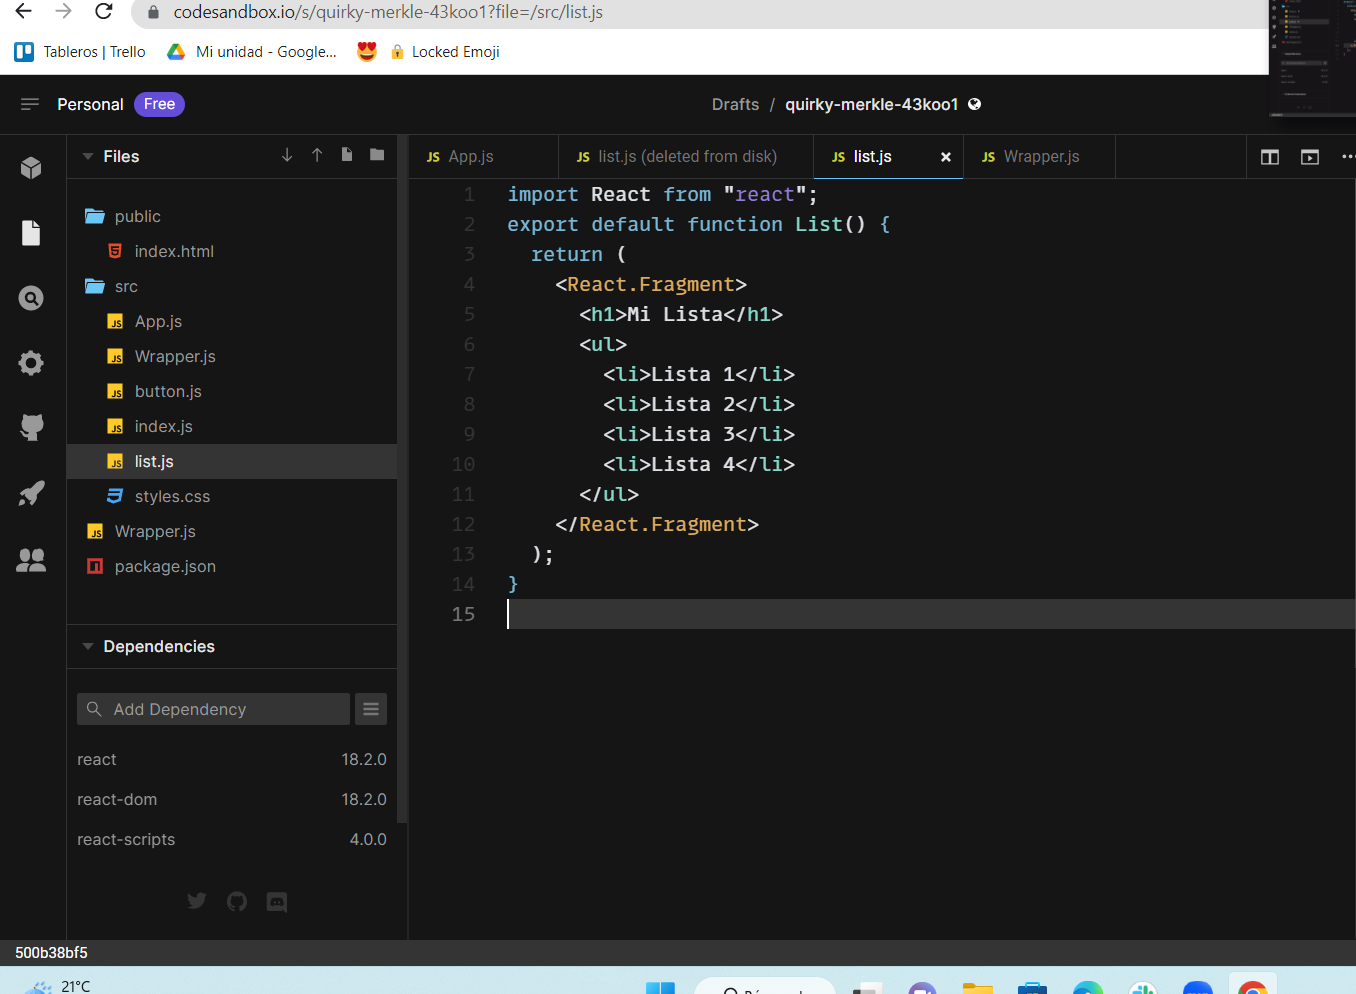 codesandbox.io/s/quirky-merkle-43koo1?file=/src/list.js
Tableros | Trello
Mi unidad - Google...
Locked Emoji
Personal
Free
Drafts / quirky-merkle-43koo1
Files
public
index.html
src
App.js
Wrapper.js
button.js
index.js
list.js
styles.css
Wrapper.js
package.json
Dependencies
Add Dependency
react 18.2.0
react-dom 18.2.0
react-scripts 4.0.0
JS App.js
JS list.js (deleted from disk)
JS list.js
JS Wrapper.js
1 import React from "react";
2 export default function List() {
3 return (
4 <React.Fragment>
5 <h1>Mi Lista</h1>
6 <ul>
7 <li>Lista 1</li>
8 <li>Lista 2</li>
9 <li>Lista 3</li>
10 <li>Lista 4</li>
11 </ul>
12 </React.Fragment>
13 );
14 }
15
500b38bf5
21°C